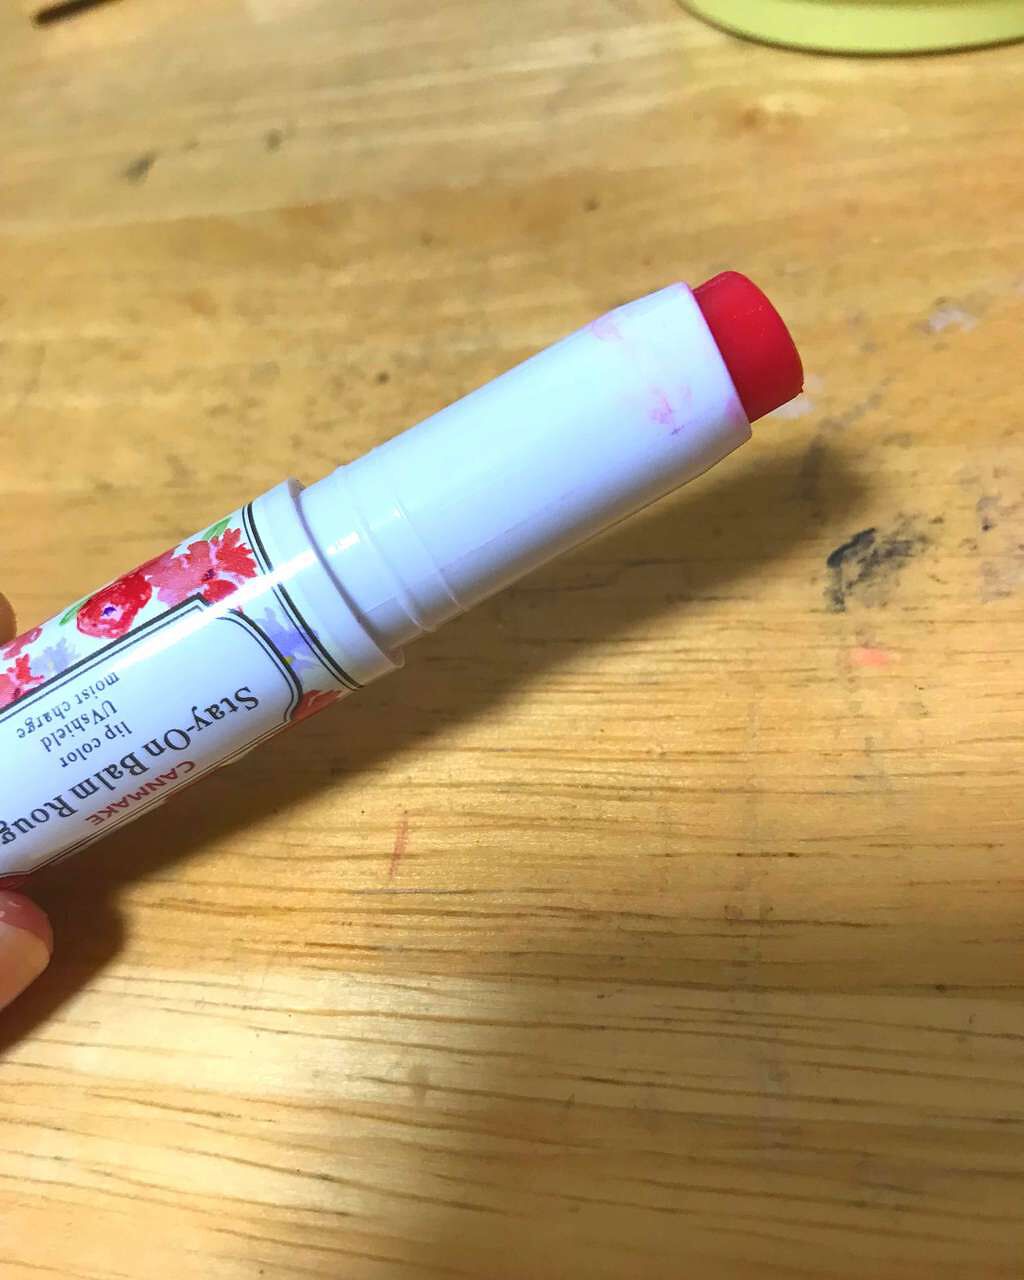 CANMAKE
Stay-On Balm Roug
lip color
UVshield
moist charge